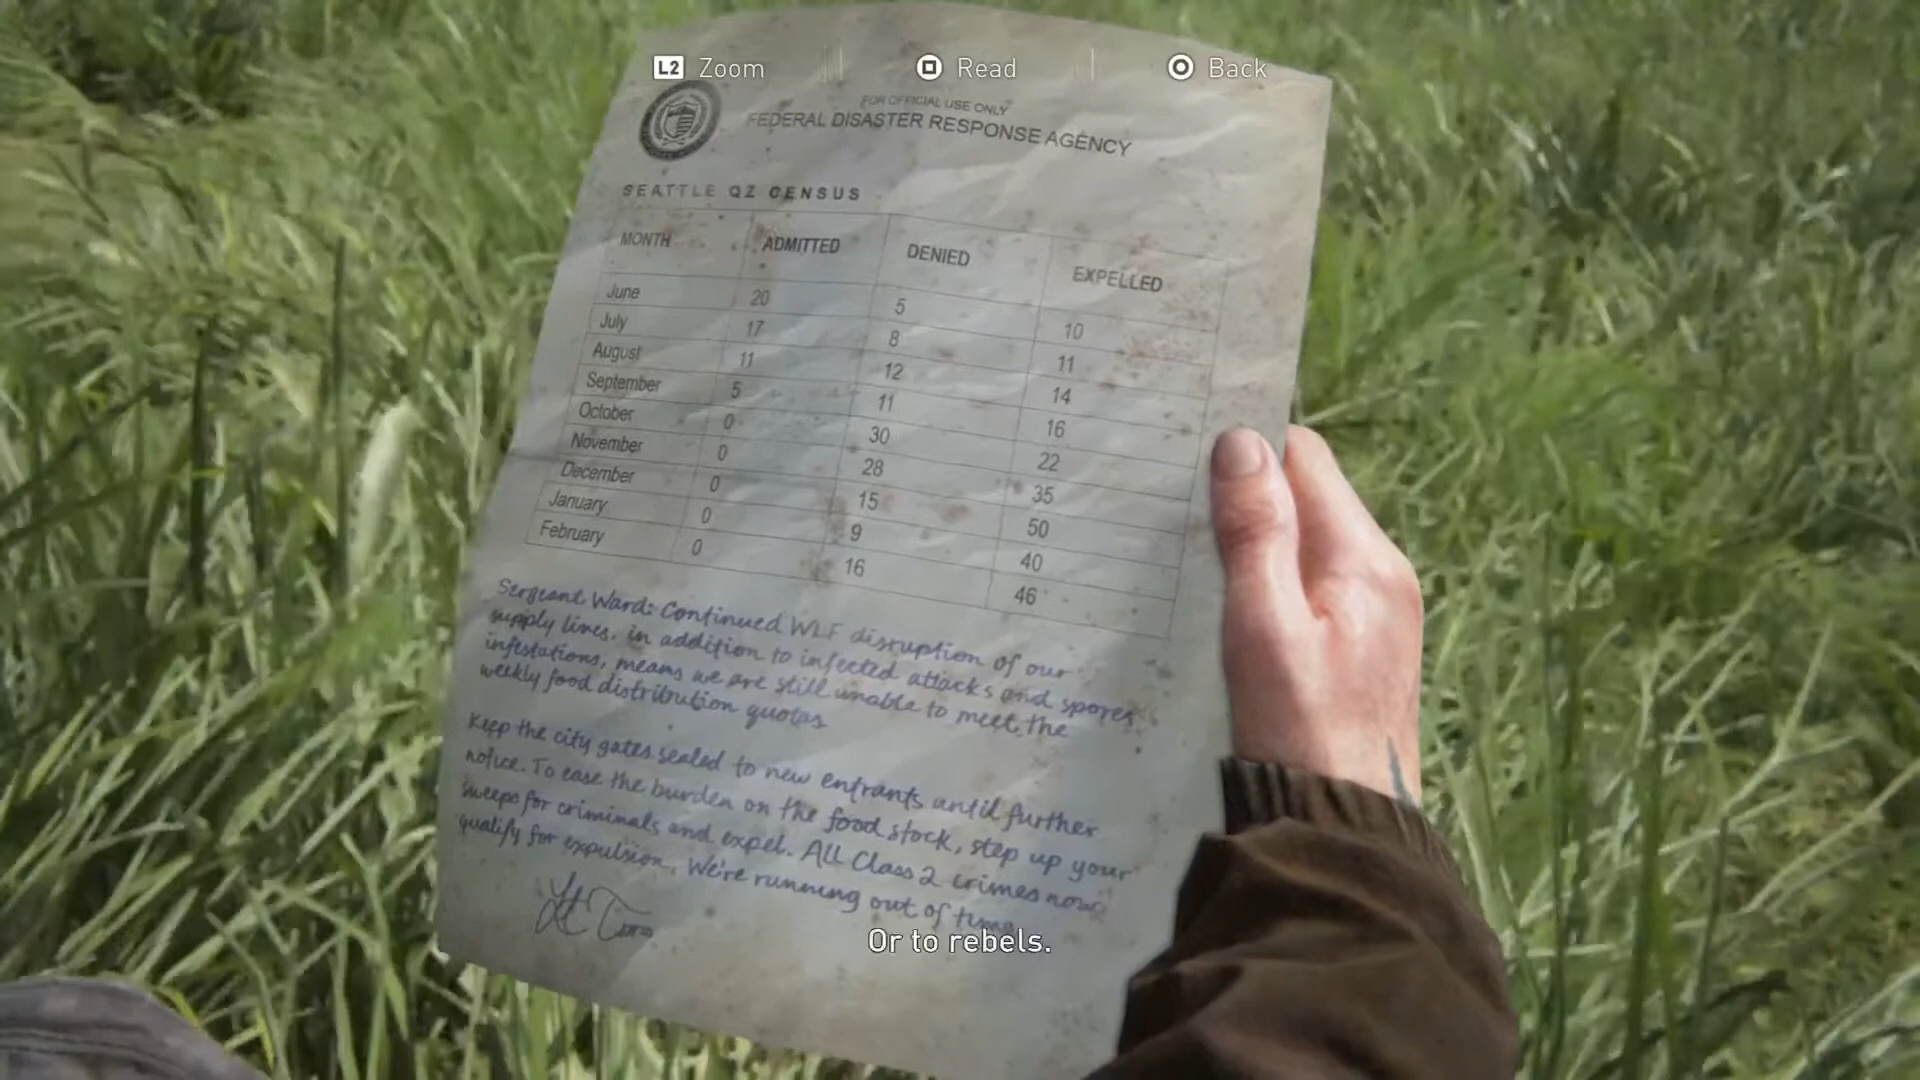 L2 Zoom Read Back
FOR OFFICIAL USE ONLY
FEDERAL DISASTER RESPONSE AGENCY
SEATTLE QZ CENSUS
MONTH ADMITTED DENIED EXPELLED
June 20 5 10
July 17 8 11
August 11 12 14
September 5 11 16
October 0 30 22
November 0 28 35
December 0 15 50
January 0 9 40
February 0 16 46
Sergeant Ward: Continued WLF disruption of our
supply lines, in addition to infected attacks and spores
infestations, means we are still unable to meet the
weekly food distribution quotas
Keep the city gates sealed to new entrants until further
notice. To ease the burden on the food stock, step up your
sweeps for criminals and expel. All Class 2 crimes now
qualify for expulsion. We're running out of time
Or to rebels.